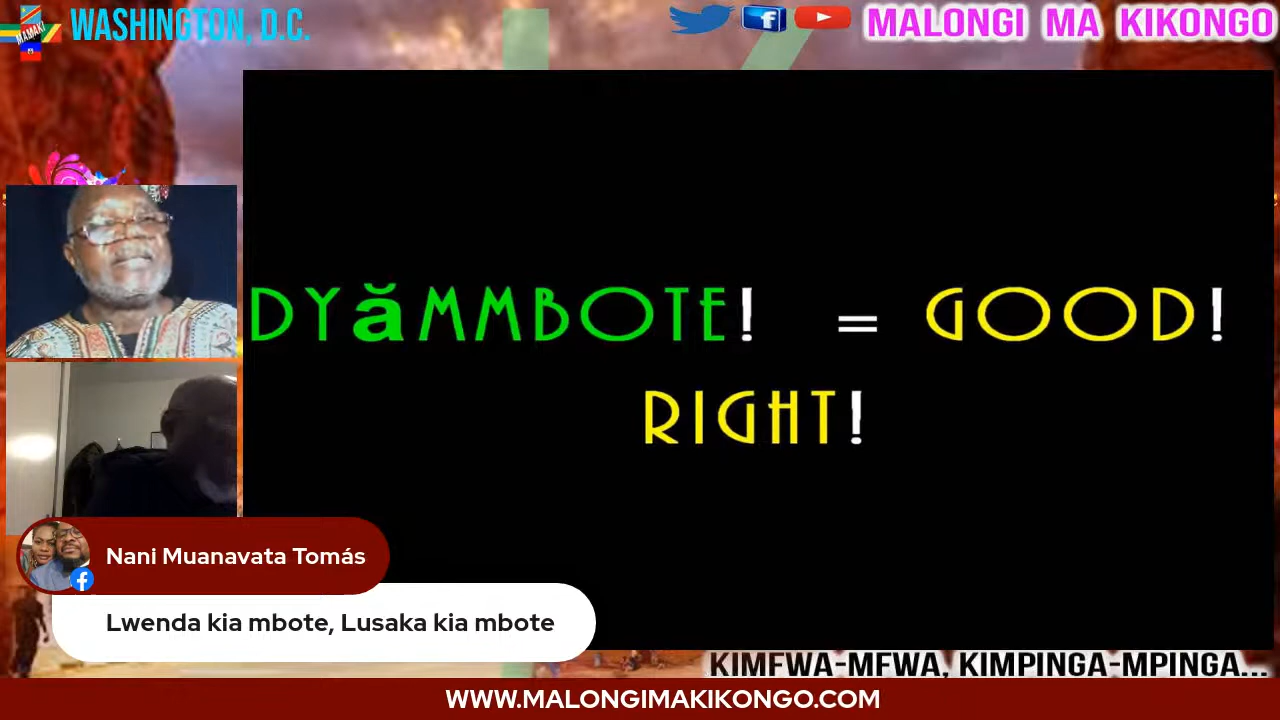 WASHINGTON, D.C.
MALONGI MA KIKONGO
MAMAKI
DYăMMBOTE! = GOOD!
RIGHT!
Nani Muanavata Tomás
Lwenda kia mbote, Lusaka kia mbote
KIMFWA-MFWA, KIMPINGA-MPINGA...
WWW.MALONGIMAKIKONGO.COM